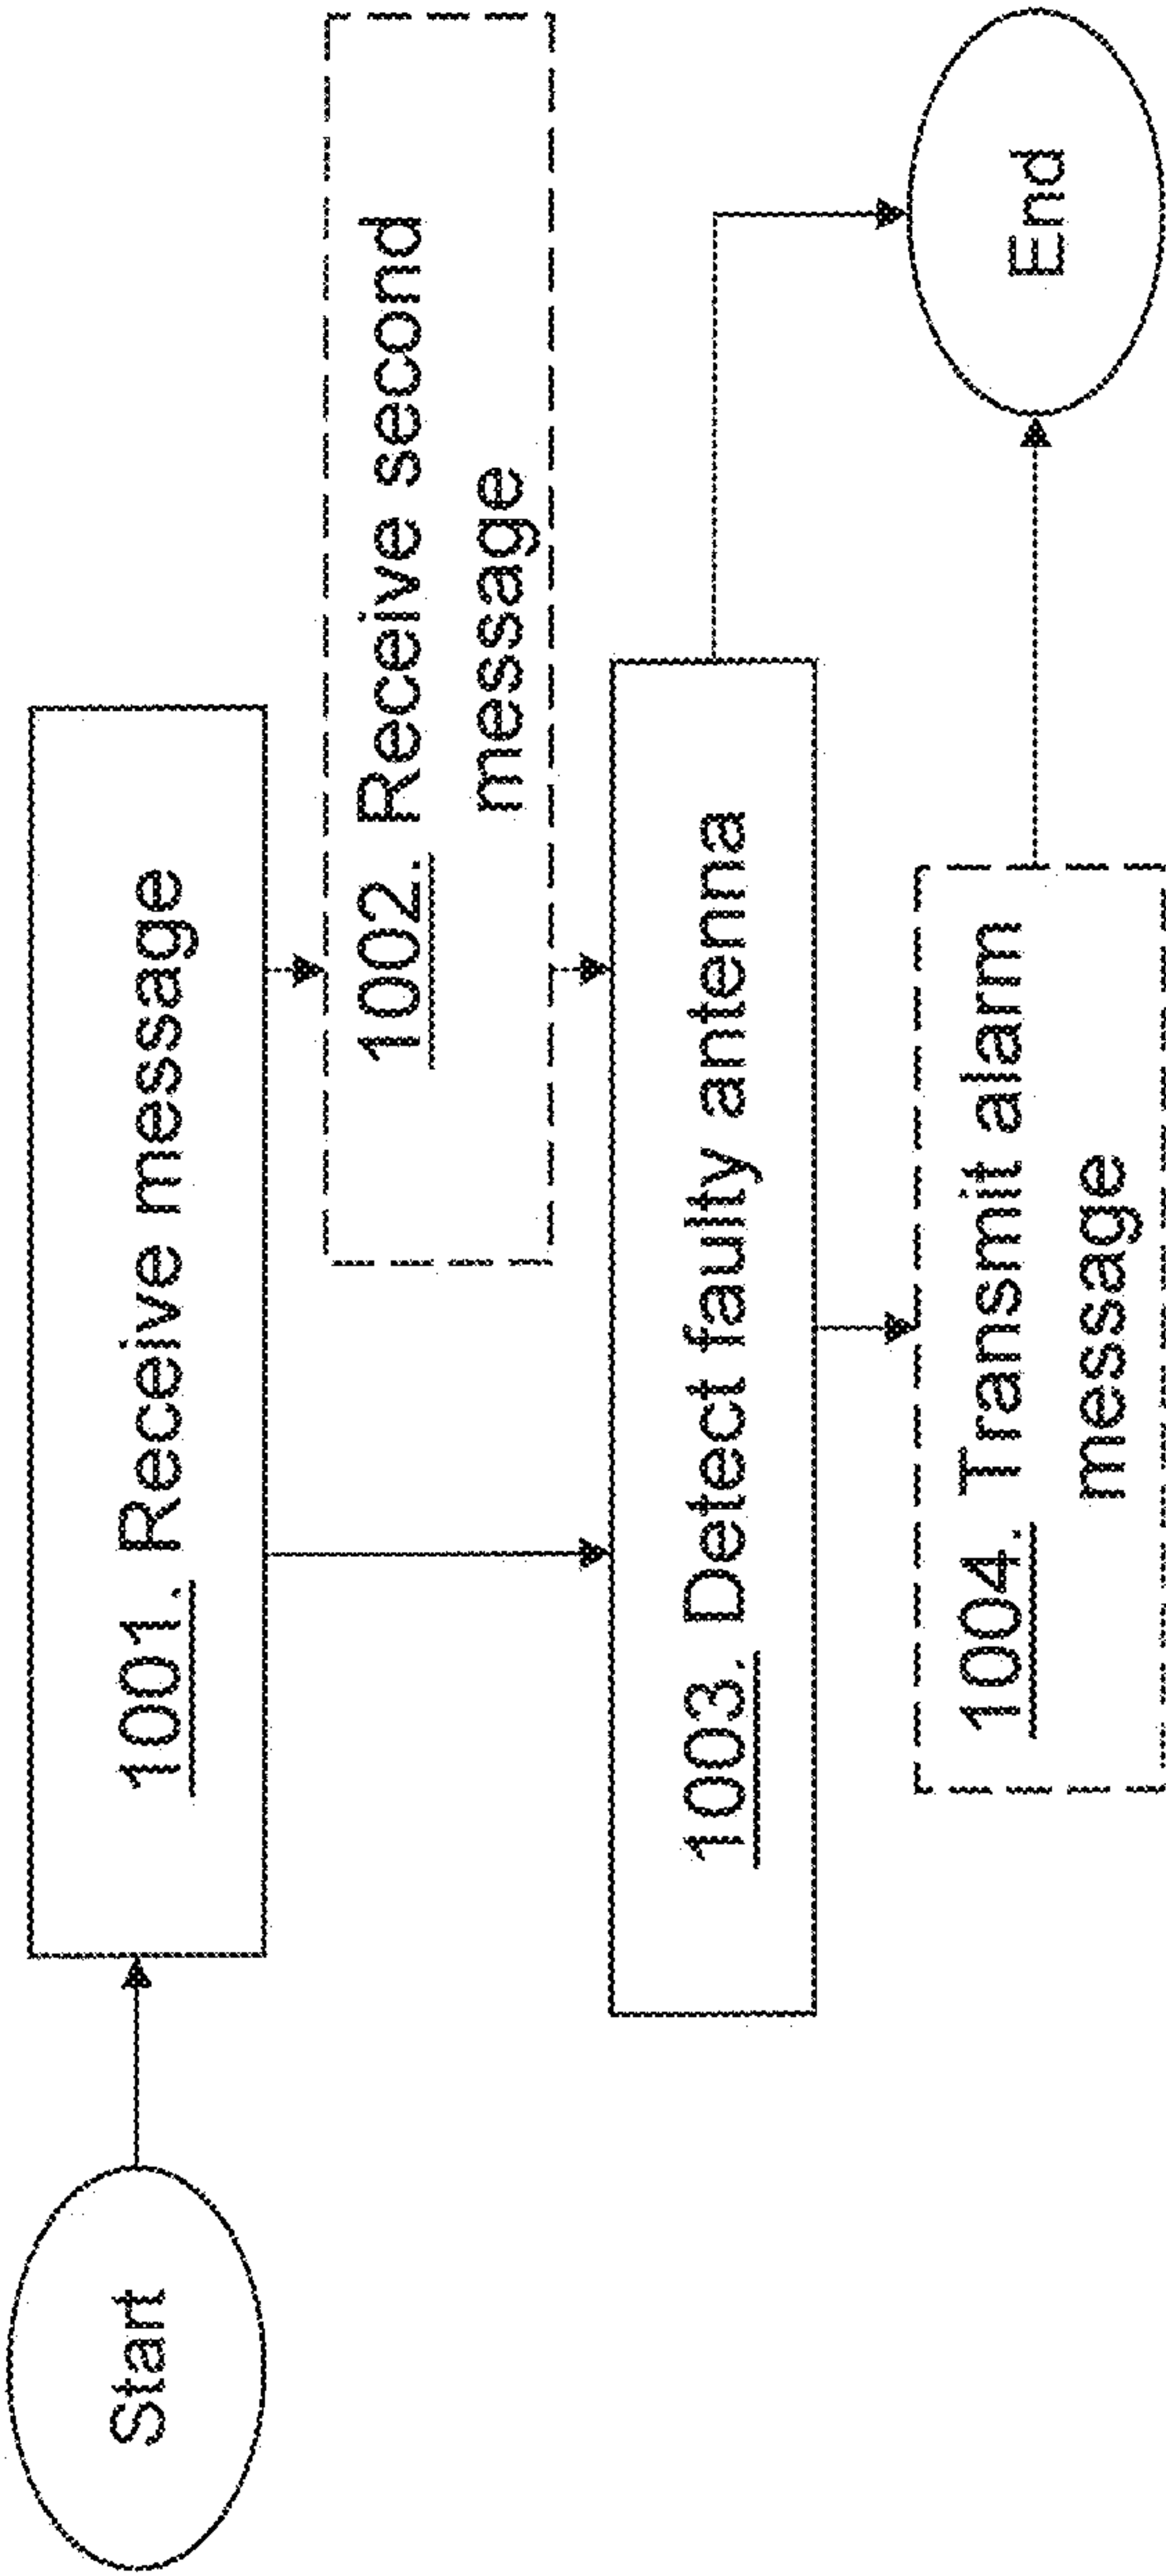 Start
1001. Receive message
1002. Receive second
message
1003. Detect faulty antenna
1004. Transmit alarm
message
End